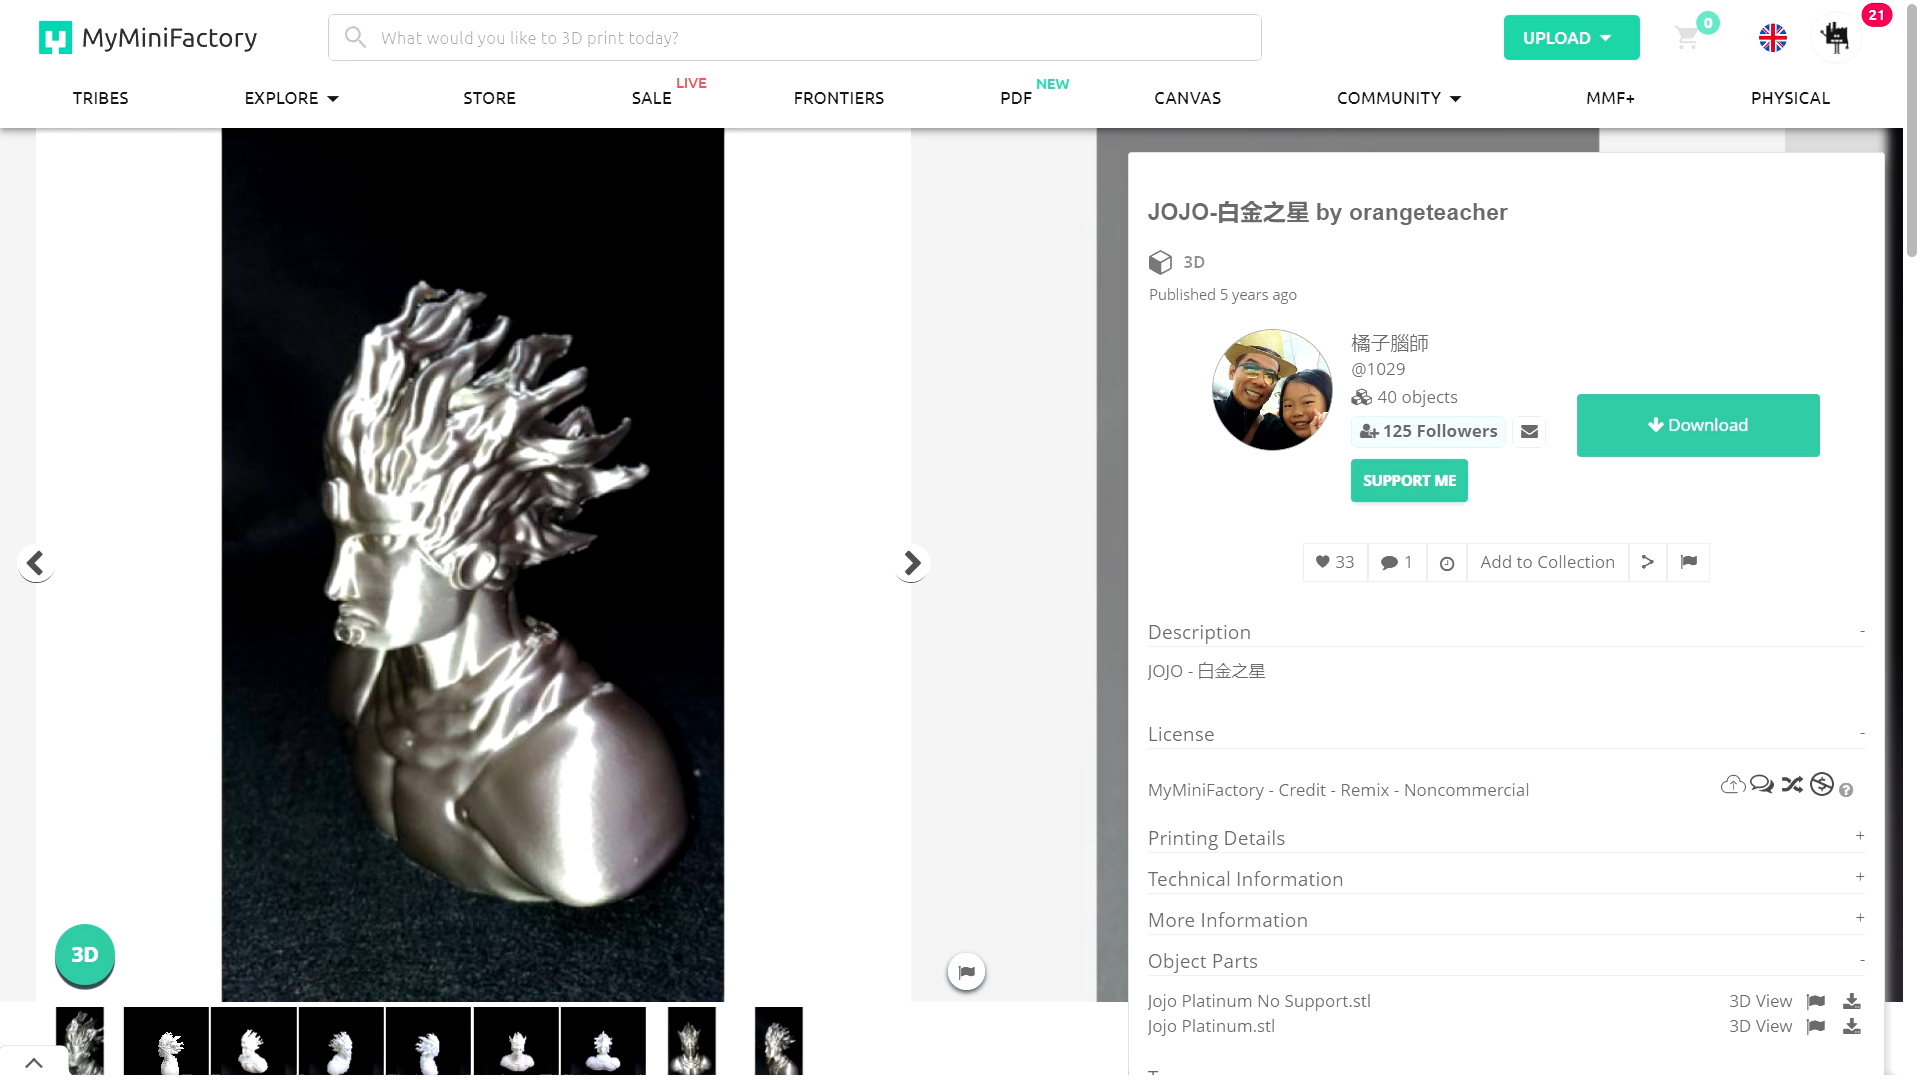 MyMiniFactory
What would you like to 3D print today?
UPLOAD
0
21
TRIBES
EXPLORE
STORE
SALE
LIVE
FRONTIERS
PDF
NEW
CANVAS
COMMUNITY
MMF+
PHYSICAL
JOJO-白金之星 by orangeteacher
3D
Published 5 years ago
橘子腦師
@1029
40 objects
125 Followers
SUPPORT ME
Download
33
1
Add to Collection
Description
-
JOJO - 白金之星
License
-
MyMiniFactory - Credit - Remix - Noncommercial
?
Printing Details
+
Technical Information
+
More Information
+
Object Parts
-
Jojo Platinum No Support.stl
3D View
Jojo Platinum.stl
3D View
3D